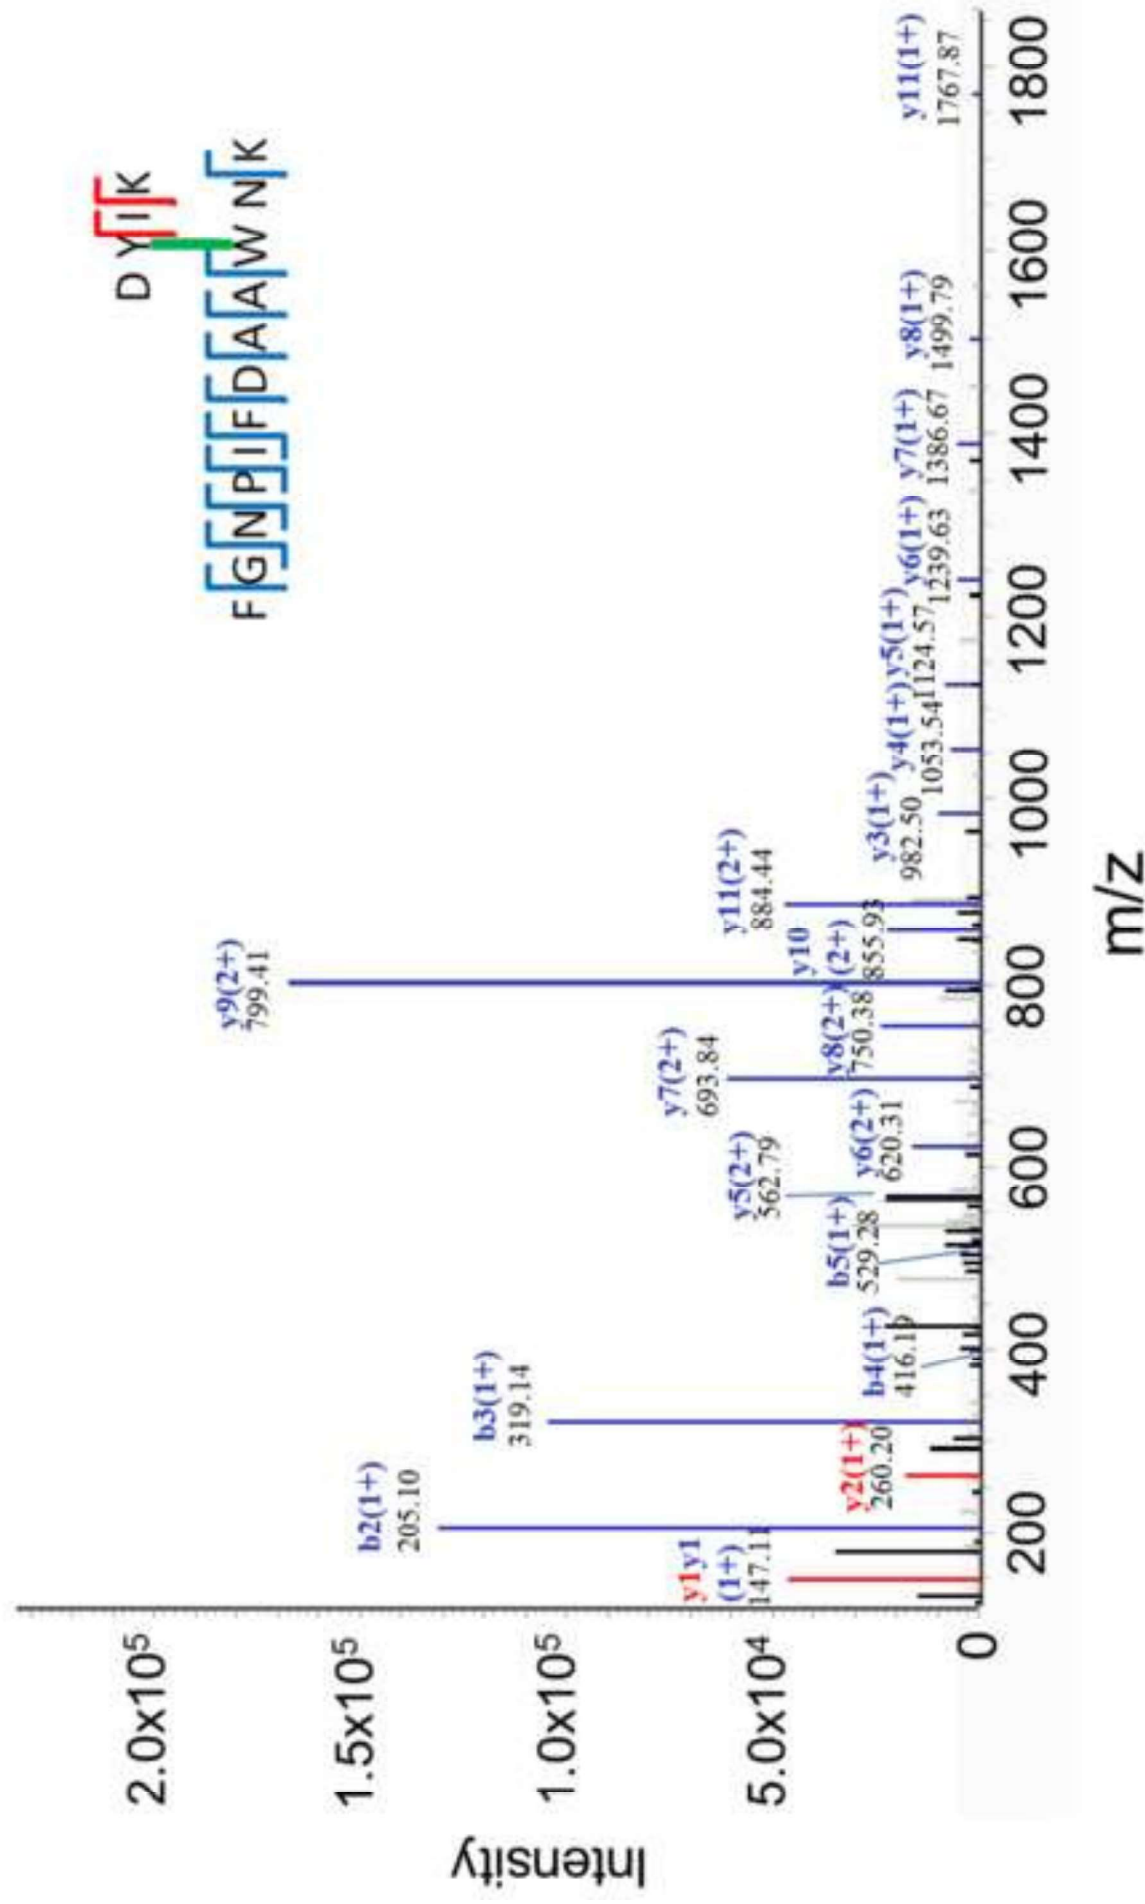 Intensity
2.0x10⁵
1.5x10⁵
1.0x10⁵
5.0x10⁴
0
D Y I K
F G N P I F D A A W N K
y1y1
(1+)
147.11
b2(1+)
205.10
y2(1+)
260.20
b3(1+)
319.14
b4(1+)
416.19
b5(1+)
529.28
y5(2+)
562.79
y6(2+)
620.31
y7(2+)
693.84
y8(2+)
750.38
y9(2+)
799.41
y10
(2+)
855.93
y11(2+)
884.44
y3(1+)
982.50
y4(1+)
1053.54
y5(1+)
1124.57
y6(1+)
1239.63
y7(1+)
1386.67
y8(1+)
1499.79
y11(1+)
1767.87
200 400 600 800 1000 1200 1400 1600 1800
m/z